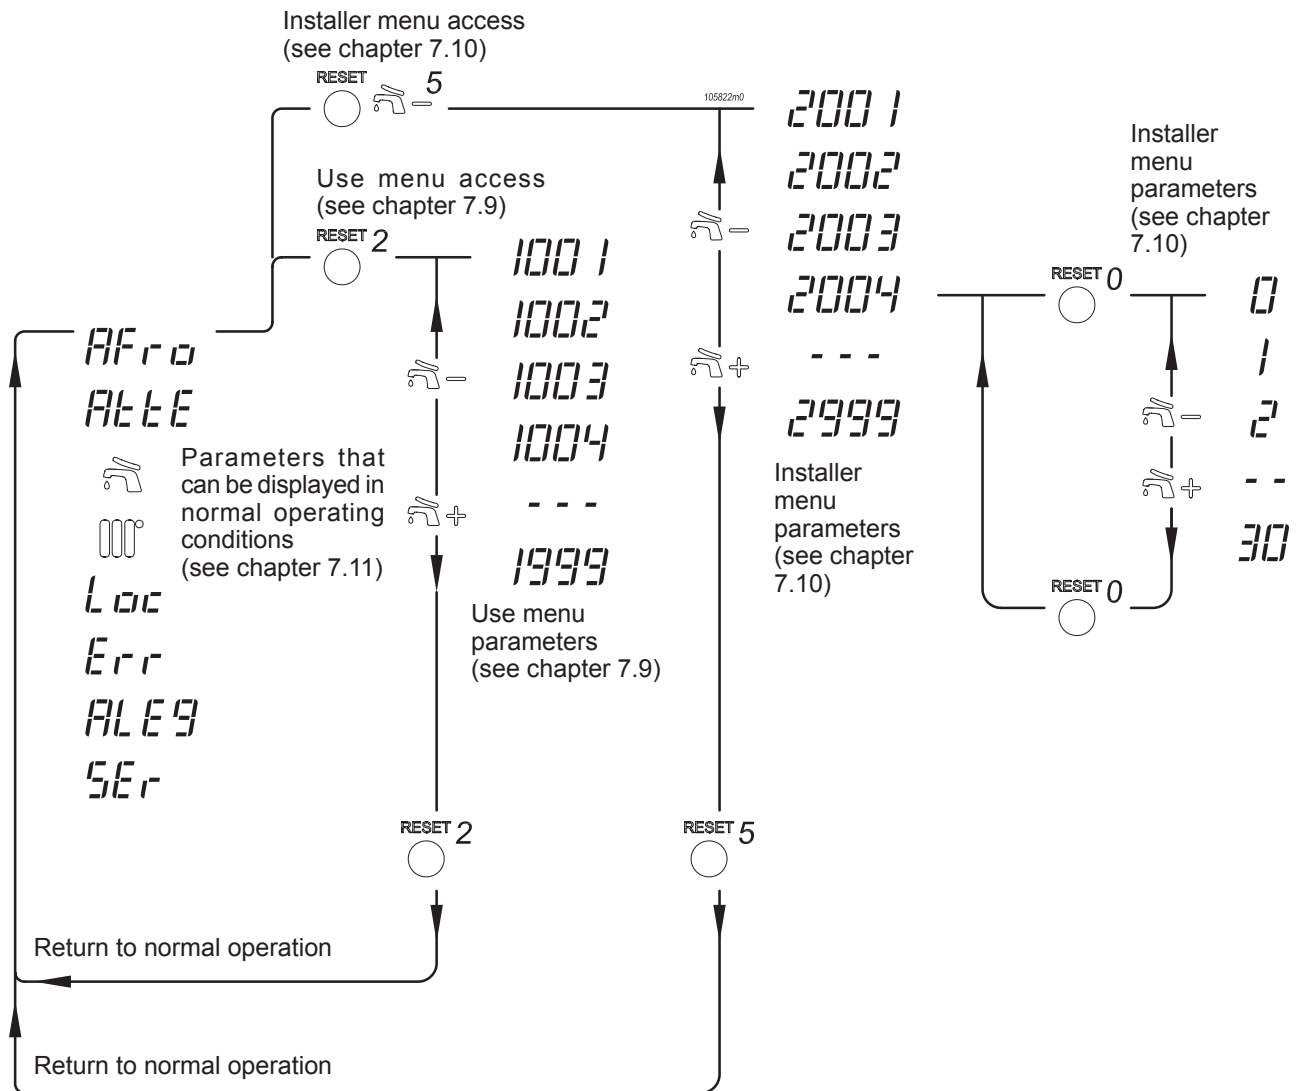 Installer menu access
(see chapter 7.10)
RESET 5
105822m0
Use menu access
(see chapter 7.9)
RESET 2
AFro
AttE
Parameters that
can be displayed in
normal operating
conditions
(see chapter 7.11)
Loc
Err
ALE9
SEr
1001
1002
1003
1004
- - -
1999
Use menu
parameters
(see chapter 7.9)
2001
2002
2003
2004
- - -
2999
Installer
menu
parameters
(see chapter
7.10)
RESET 0
RESET 0
Installer
menu
parameters
(see chapter
7.10)
0
1
2
- -
30
RESET 2
RESET 5
Return to normal operation
Return to normal operation